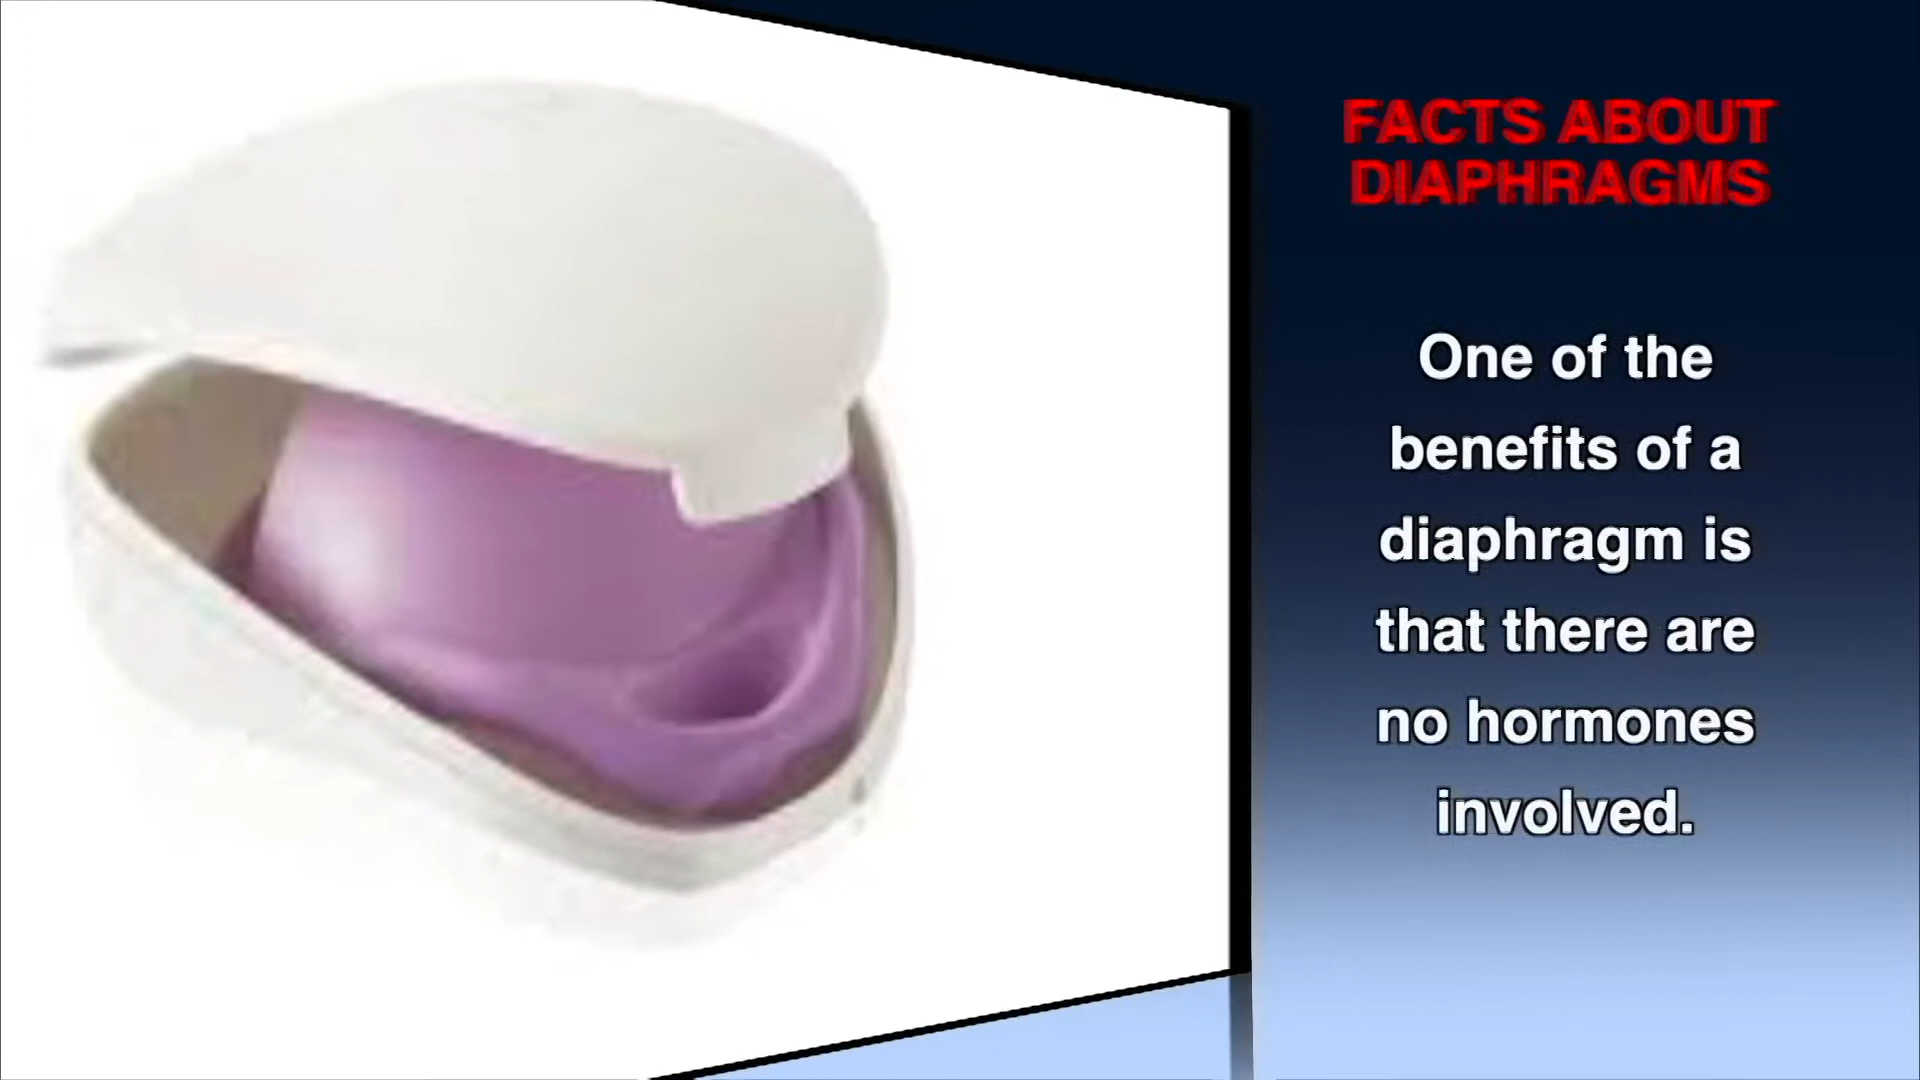 FACTS ABOUT
DIAPHRAGMS
One of the
benefits of a
diaphragm is
that there are
no hormones
involved.